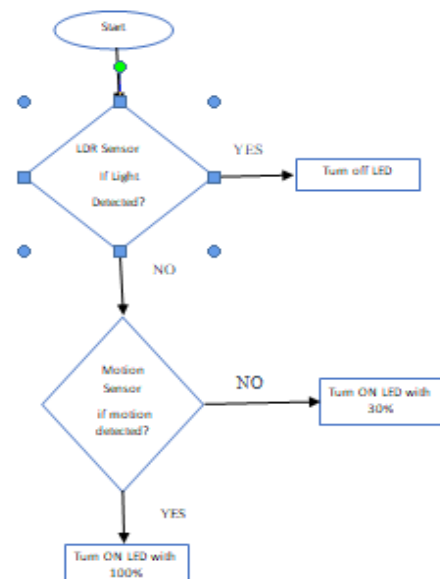 Start
LDR Sensor
If Light
Detected?
YES
Turn off LED
NO
Motion
Sensor
if motion
detected?
NO
Turn ON LED with
30%
YES
Turn ON LED with
100%